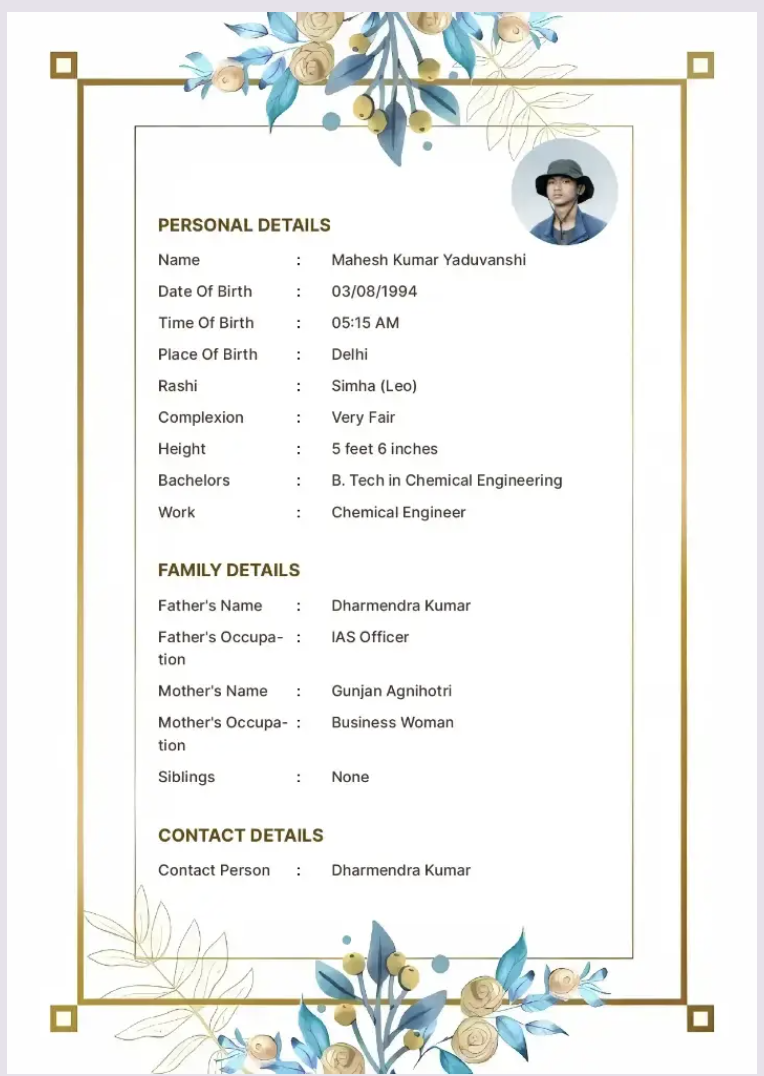 PERSONAL DETAILS
Name : Mahesh Kumar Yaduvanshi
Date Of Birth : 03/08/1994
Time Of Birth : 05:15 AM
Place Of Birth : Delhi
Rashi : Simha (Leo)
Complexion : Very Fair
Height : 5 feet 6 inches
Bachelors : B. Tech in Chemical Engineering
Work : Chemical Engineer
FAMILY DETAILS
Father's Name : Dharmendra Kumar
Father's Occupa- : IAS Officer
tion
Mother's Name : Gunjan Agnihotri
Mother's Occupa- : Business Woman
tion
Siblings : None
CONTACT DETAILS
Contact Person : Dharmendra Kumar